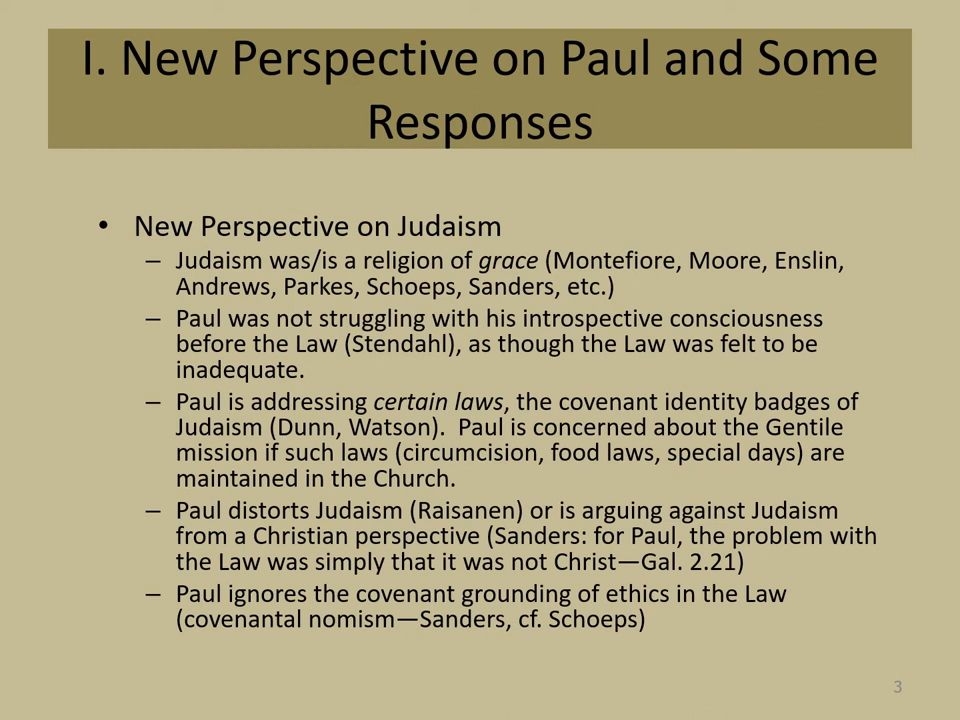 I. New Perspective on Paul and Some
Responses
• New Perspective on Judaism
– Judaism was/is a religion of grace (Montefiore, Moore, Enslin,
Andrews, Parkes, Schoeps, Sanders, etc.)
– Paul was not struggling with his introspective consciousness
before the Law (Stendahl), as though the Law was felt to be
inadequate.
– Paul is addressing certain laws, the covenant identity badges of
Judaism (Dunn, Watson).  Paul is concerned about the Gentile
mission if such laws (circumcision, food laws, special days) are
maintained in the Church.
– Paul distorts Judaism (Raisanen) or is arguing against Judaism
from a Christian perspective (Sanders: for Paul, the problem with
the Law was simply that it was not Christ—Gal. 2.21)
– Paul ignores the covenant grounding of ethics in the Law
(covenantal nomism—Sanders, cf. Schoeps)
3